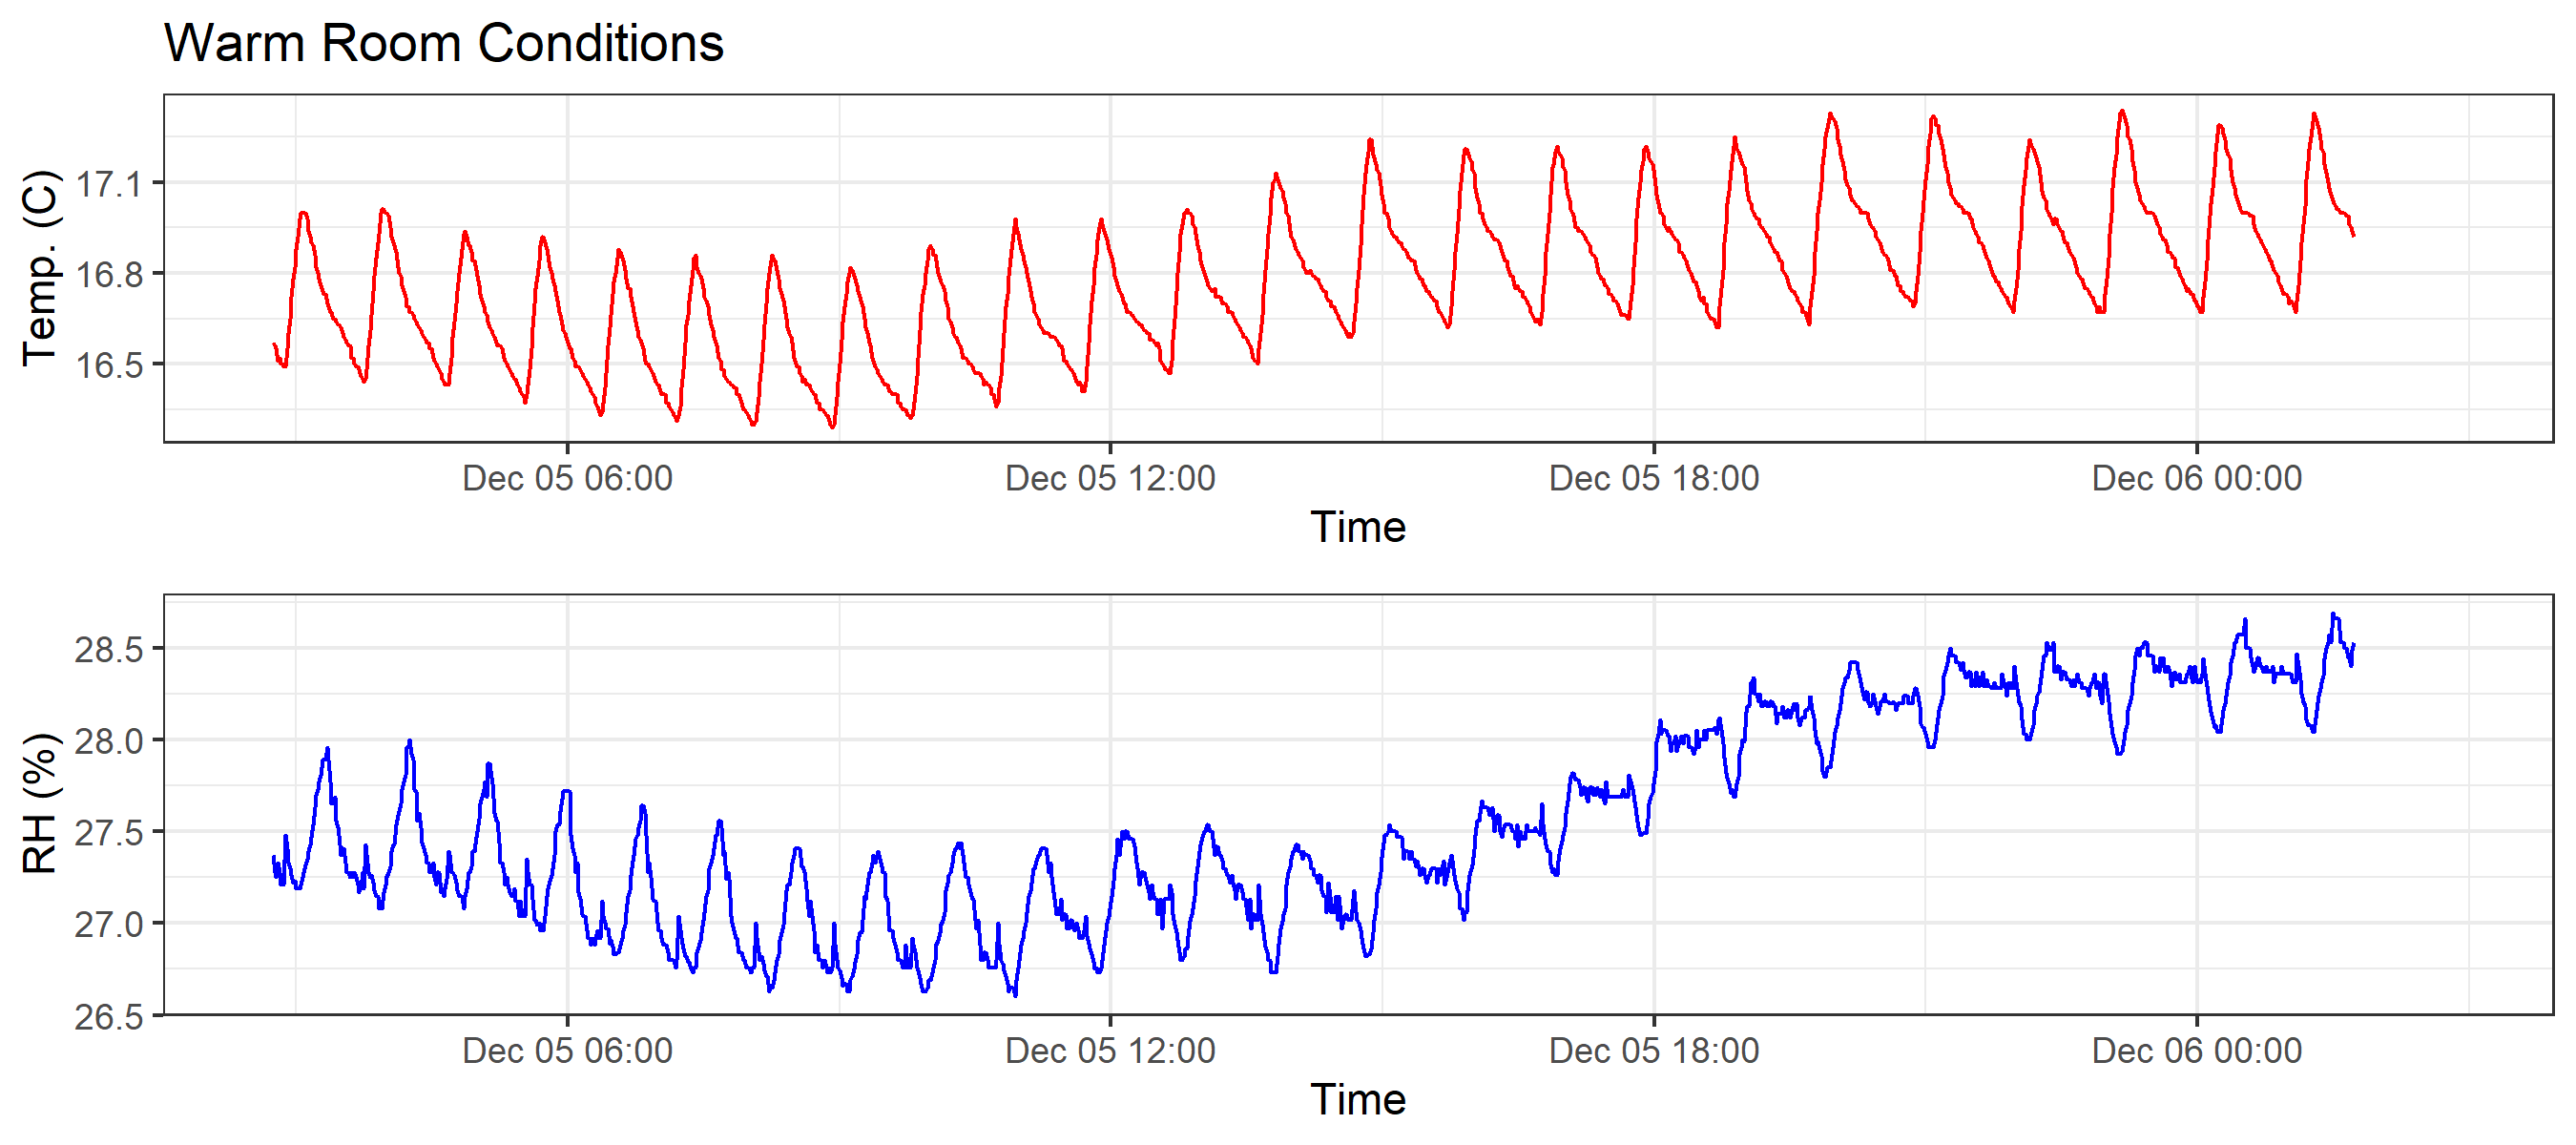 Warm Room Conditions
Temp. (C)
17.1
16.8
16.5
Dec 05 06:00 Dec 05 12:00 Dec 05 18:00 Dec 06 00:00
Time
RH (%)
28.5
28.0
27.5
27.0
26.5
Dec 05 06:00 Dec 05 12:00 Dec 05 18:00 Dec 06 00:00
Time